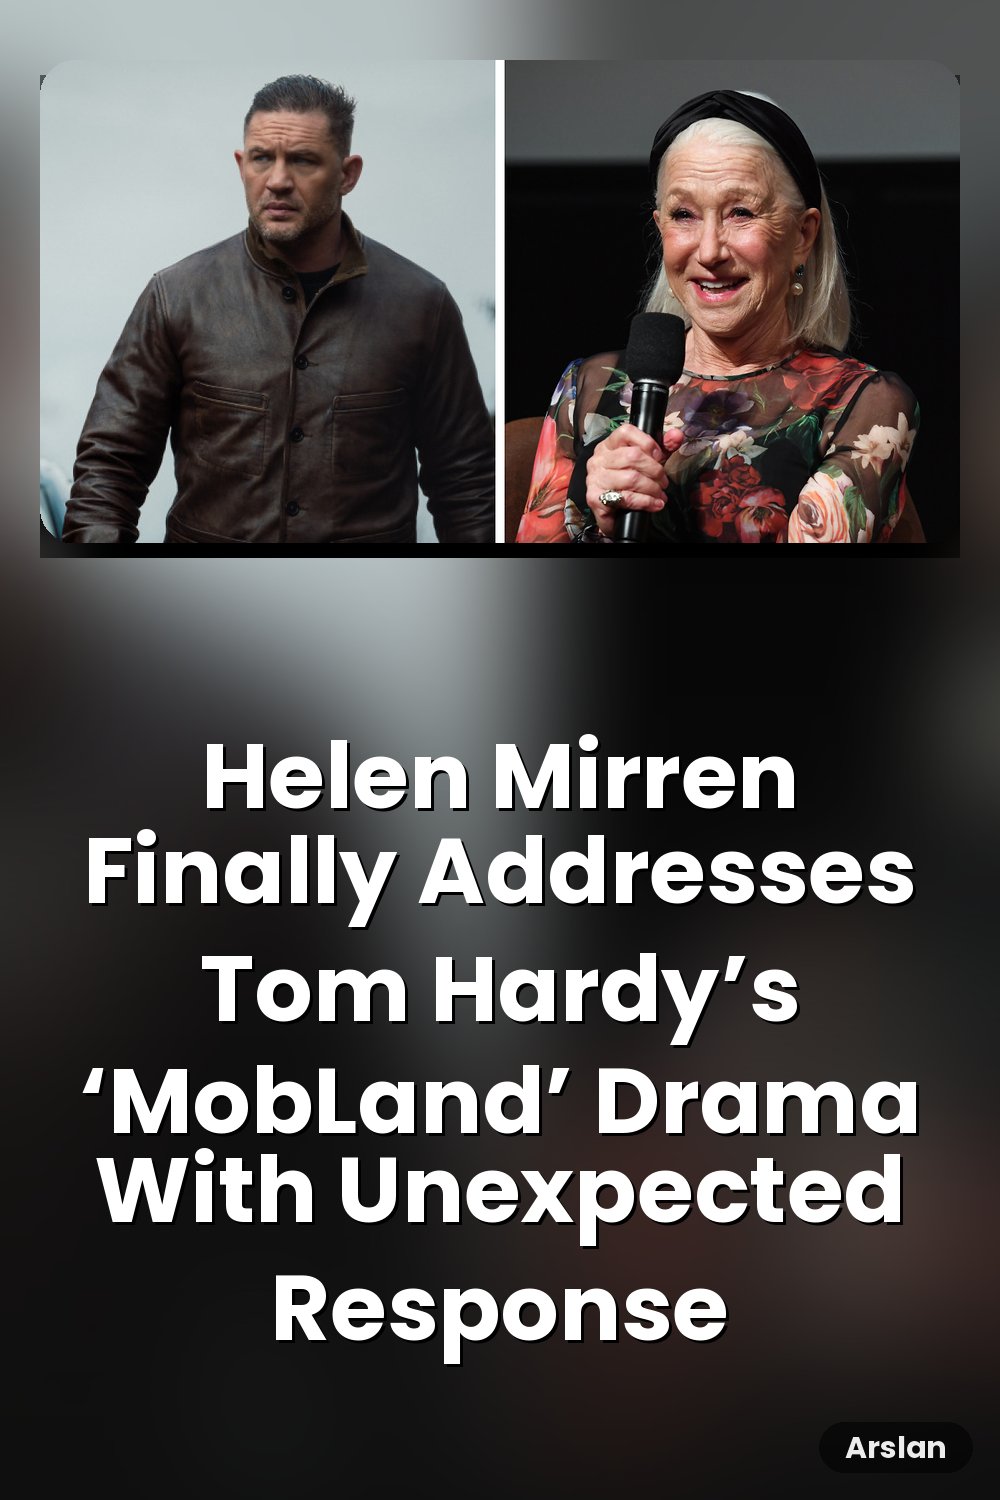 Helen Mirren
Finally Addresses
Tom Hardy’s
‘MobLand’ Drama
With Unexpected
Response
Arslan